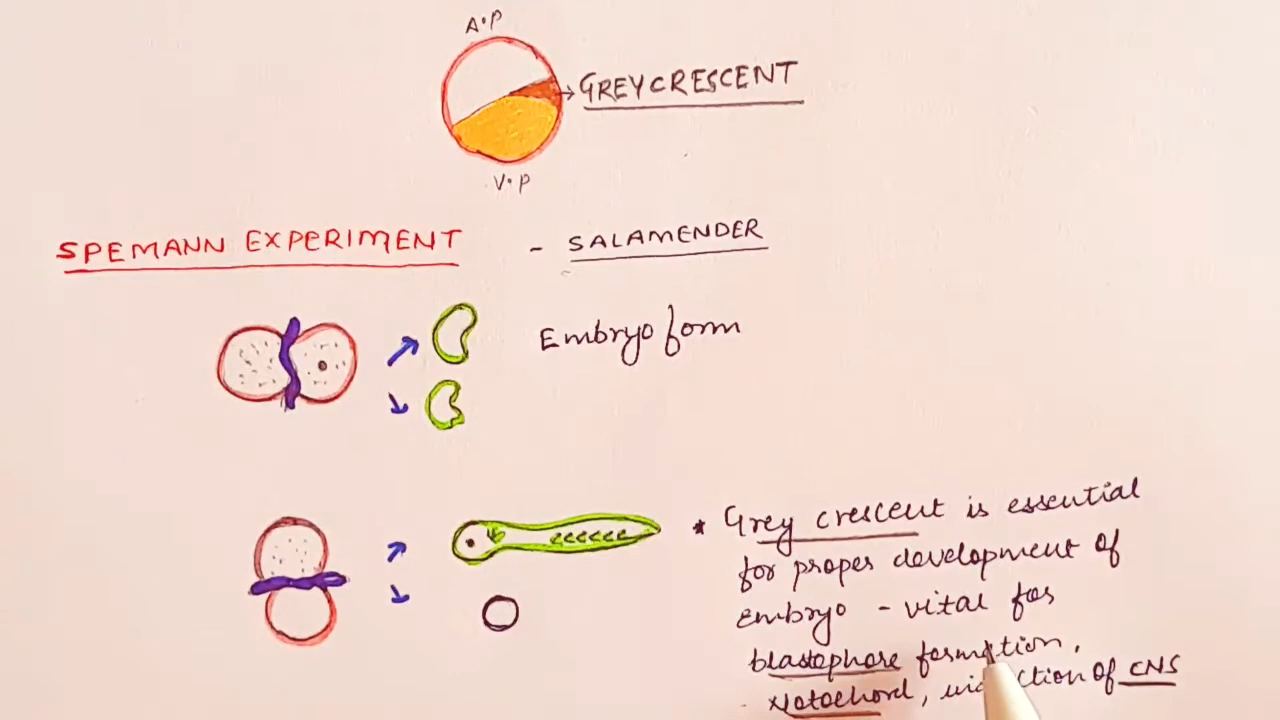 A·P
GREYCRESCENT
V·P
SPEMANN EXPERIMENT - SALAMENDER
Embryo form
* Grey crescent is essential
for proper development of
embryo - vital for
blastophore formation,
Notochord, of CNS